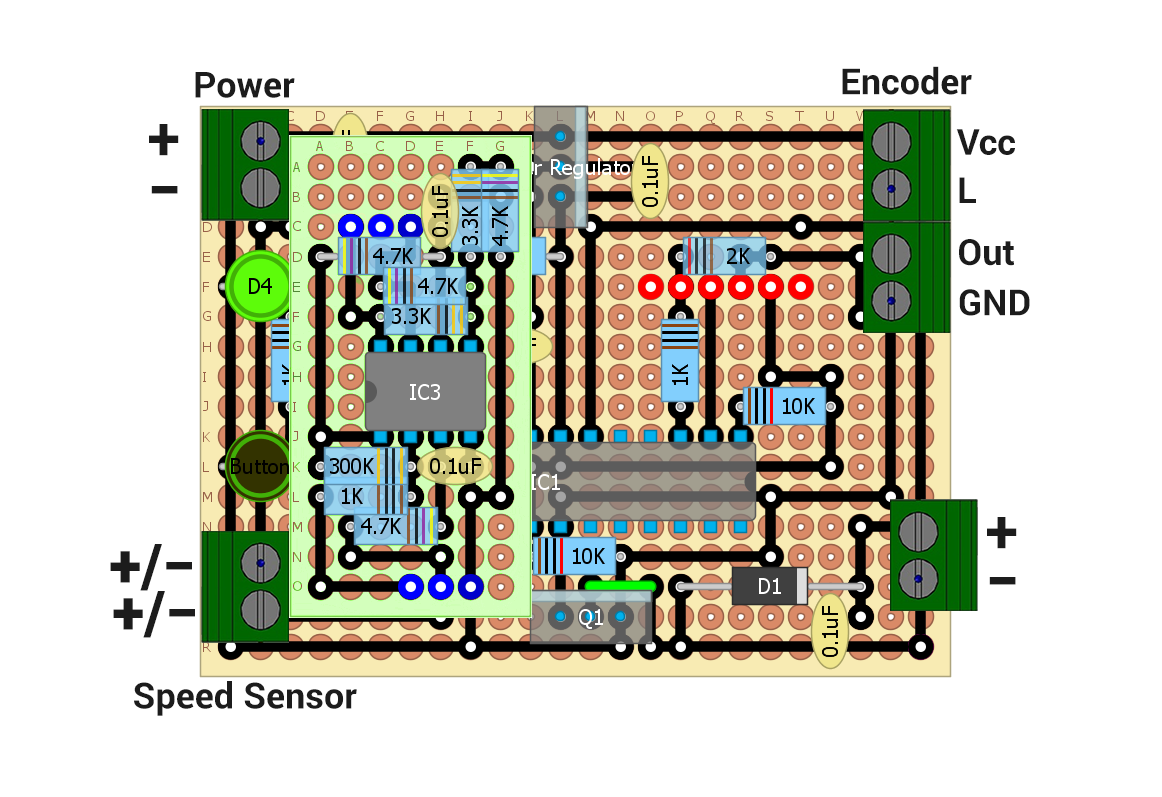 Power
Encoder
+
Vcc
−
L
Out
GND
C D E F G H I J K L M N O P Q R S T U
A B C D E F G
r Regulator
0.1uF
0.1uF
3.3K
4.7K
A
B
C
D
E
F
G
H
I
J
K
L
M
N
O
D
E
F
G
H
I
J
K
L
M
N
R
4.7K
2K
D4
4.7K
3.3K
1K
IC3
1K
10K
Button
300K
0.1uF
IC1
1K
4.7K
+
10K
−
+/−
D1
+/−
Q1
0.1uF
Speed Sensor